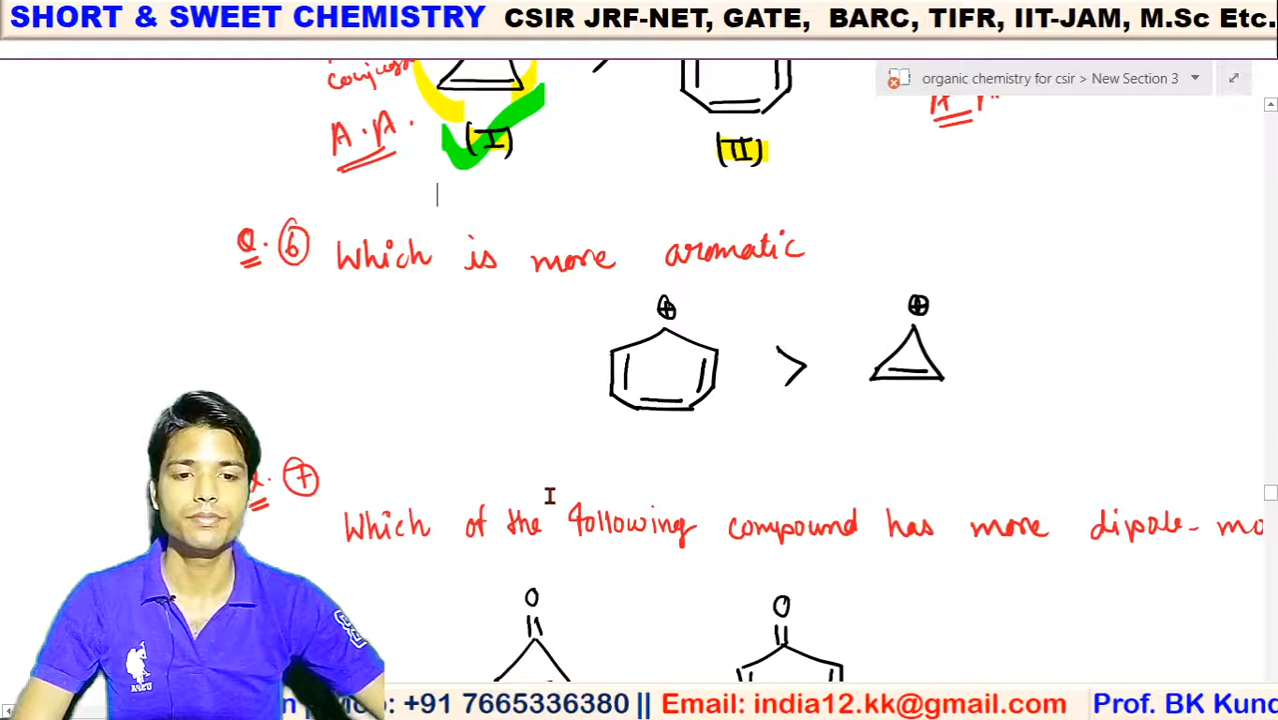 SHORT & SWEET CHEMISTRY CSIR JRF-NET, GATE, BARC, TIFR, IIT-JAM, M.Sc Etc.
organic chemistry for csir > New Section 3
A.A.
(I)
(II)
Q. 6 Which is more aromatic
⊕ ⊕
>
7
Which of the following compound has more dipole-mo
O O
+91 7665336380 || Email: india12.kk@gmail.com Prof. BK Kund